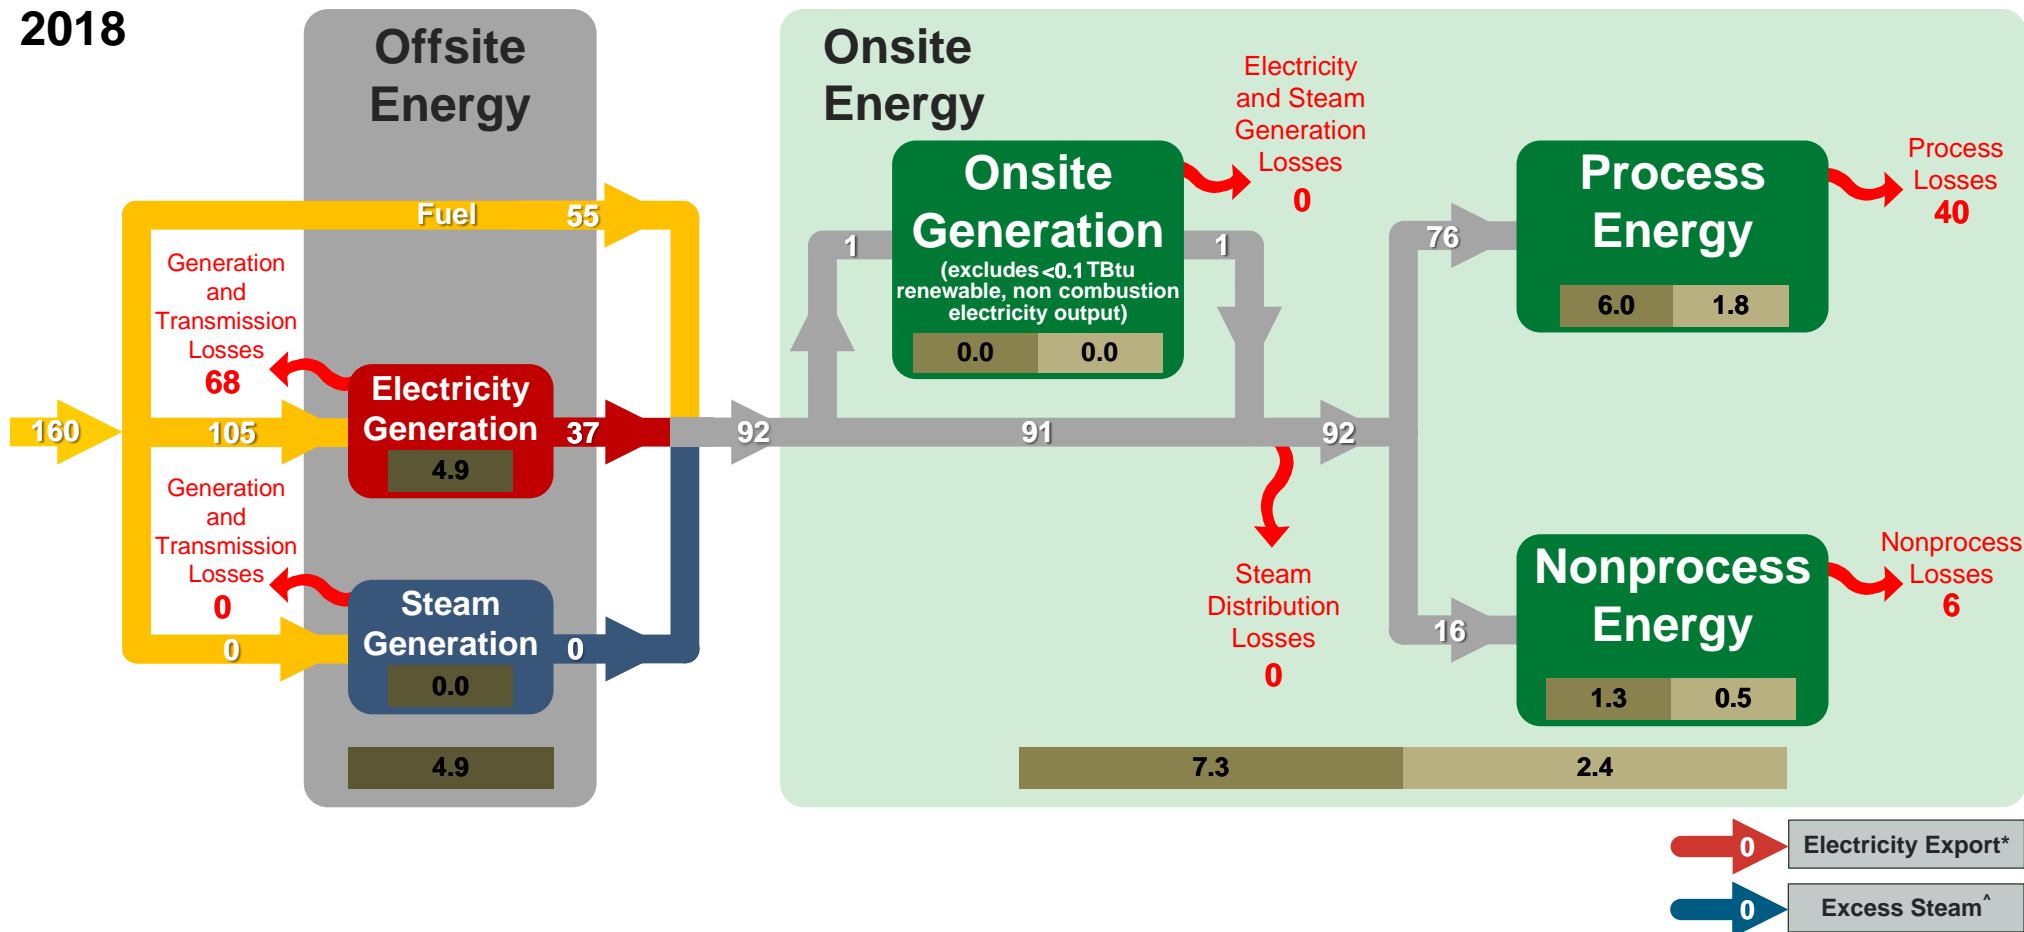 2018
Offsite
Energy
Onsite
Energy
Electricity
and Steam
Generation
Losses
0
Onsite
Generation
(excludes <0.1 TBtu
renewable, non combustion
electricity output)
0.0 0.0
Process
Energy
6.0 1.8
Process
Losses
40
Fuel 55
1
1
76
Generation
and
Transmission
Losses
68
Electricity
Generation
4.9
160
105
37
92
91
92
Generation
and
Transmission
Losses
0
Steam
Generation
0.0
0
0
Steam
Distribution
Losses
0
16
Nonprocess
Energy
1.3 0.5
Nonprocess
Losses
6
4.9
7.3 2.4
0 Electricity Export*
0 Excess Steam^